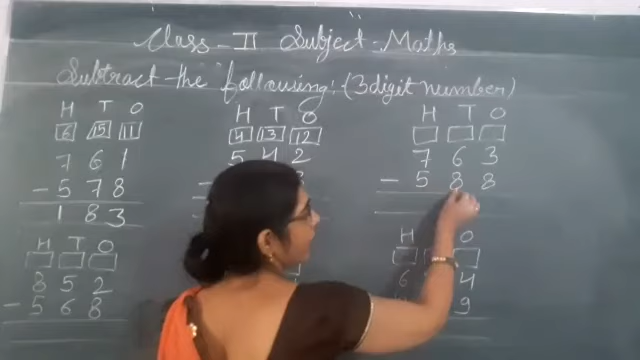 Class - II Subject - Maths
Subtract the following: (3 digit number)
H T O
6 15 11
7 6 1
- 5 7 8
1 8 3
H T O
4 13 12
5 4 2
-
H T O
7 6 3
- 5 8 8
H T O
3 5 2
- 5 6 8
H O
6 4
9